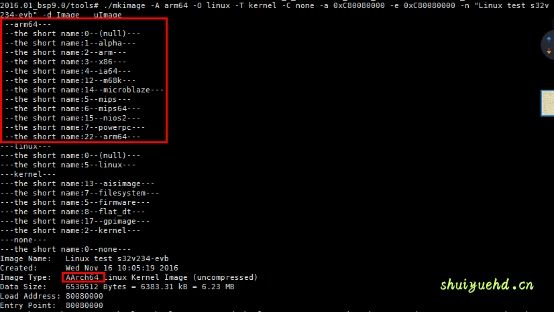 2016.01_bsp9.0/tools# ./mkimage -A arm64 -O linux -T kernel -C none -a 0xC0080000 -e 0xC0080000 -n "Linux test s32v
234-evb" -d Image uImage
---arm64---
---the short name:0--(null)---
---the short name:1--alpha---
---the short name:2--arm---
---the short name:3--x86---
---the short name:4--ia64---
---the short name:12--m68k---
---the short name:14--microblaze---
---the short name:5--mips---
---the short name:6--mips64---
---the short name:15--nios2---
---the short name:7--powerpc---
---the short name:22--arm64---
---linux---
---the short name:0--(null)---
---the short name:5--linux---
---kernel---
---the short name:13--aisimage---
---the short name:7--filesystem---
---the short name:5--firmware---
---the short name:8--flat_dt---
---the short name:17--gpimage---
---the short name:2--kernel---
---none---
---the short name:0--none---
Image Name: Linux test s32v234-evb
Created: Wed Nov 16 10:05:19 2016
Image Type: AArch64 Linux Kernel Image (uncompressed)
Data Size: 6536512 Bytes = 6383.31 kB = 6.23 MB
Load Address: 80080000
Entry Point: 80080000
shuiyuehd.cn